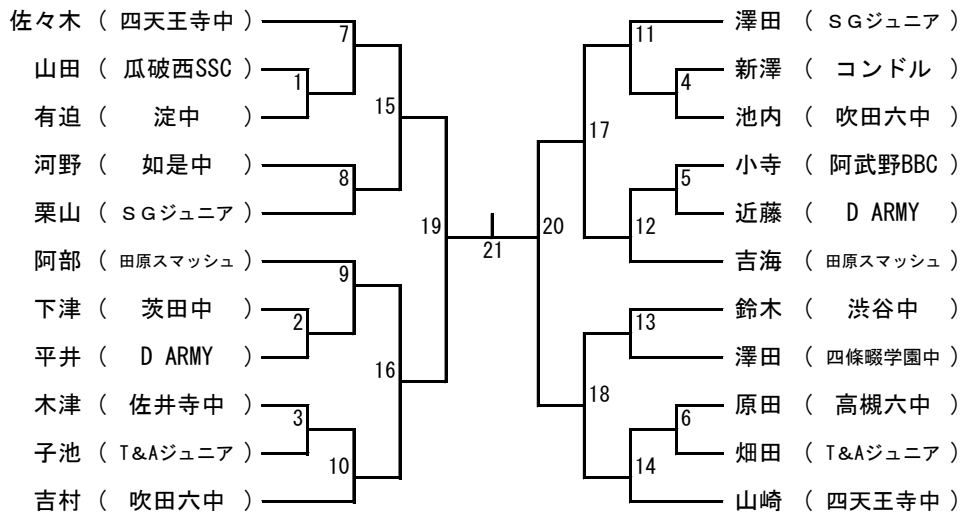 佐々木 ( 四天王寺中 )
7
山田 ( 瓜破西SSC )
1
有迫 ( 淀中 )
15
河野 ( 如是中 )
8
栗山 ( SGジュニア )
19
阿部 ( 田原スマッシュ )
9
下津 ( 茨田中 )
2
平井 ( D ARMY )
16
木津 ( 佐井寺中 )
3
子池 ( T&Aジュニア )
10
吉村 ( 吹田六中 )
21
澤田 ( SGジュニア )
11
新澤 ( コンドル )
4
池内 ( 吹田六中 )
17
小寺 ( 阿武野BBC )
5
近藤 ( D ARMY )
12
20
吉海 ( 田原スマッシュ )
鈴木 ( 渋谷中 )
13
澤田 ( 四條畷学園中 )
18
原田 ( 高槻六中 )
6
畑田 ( T&Aジュニア )
14
山崎 ( 四天王寺中 )